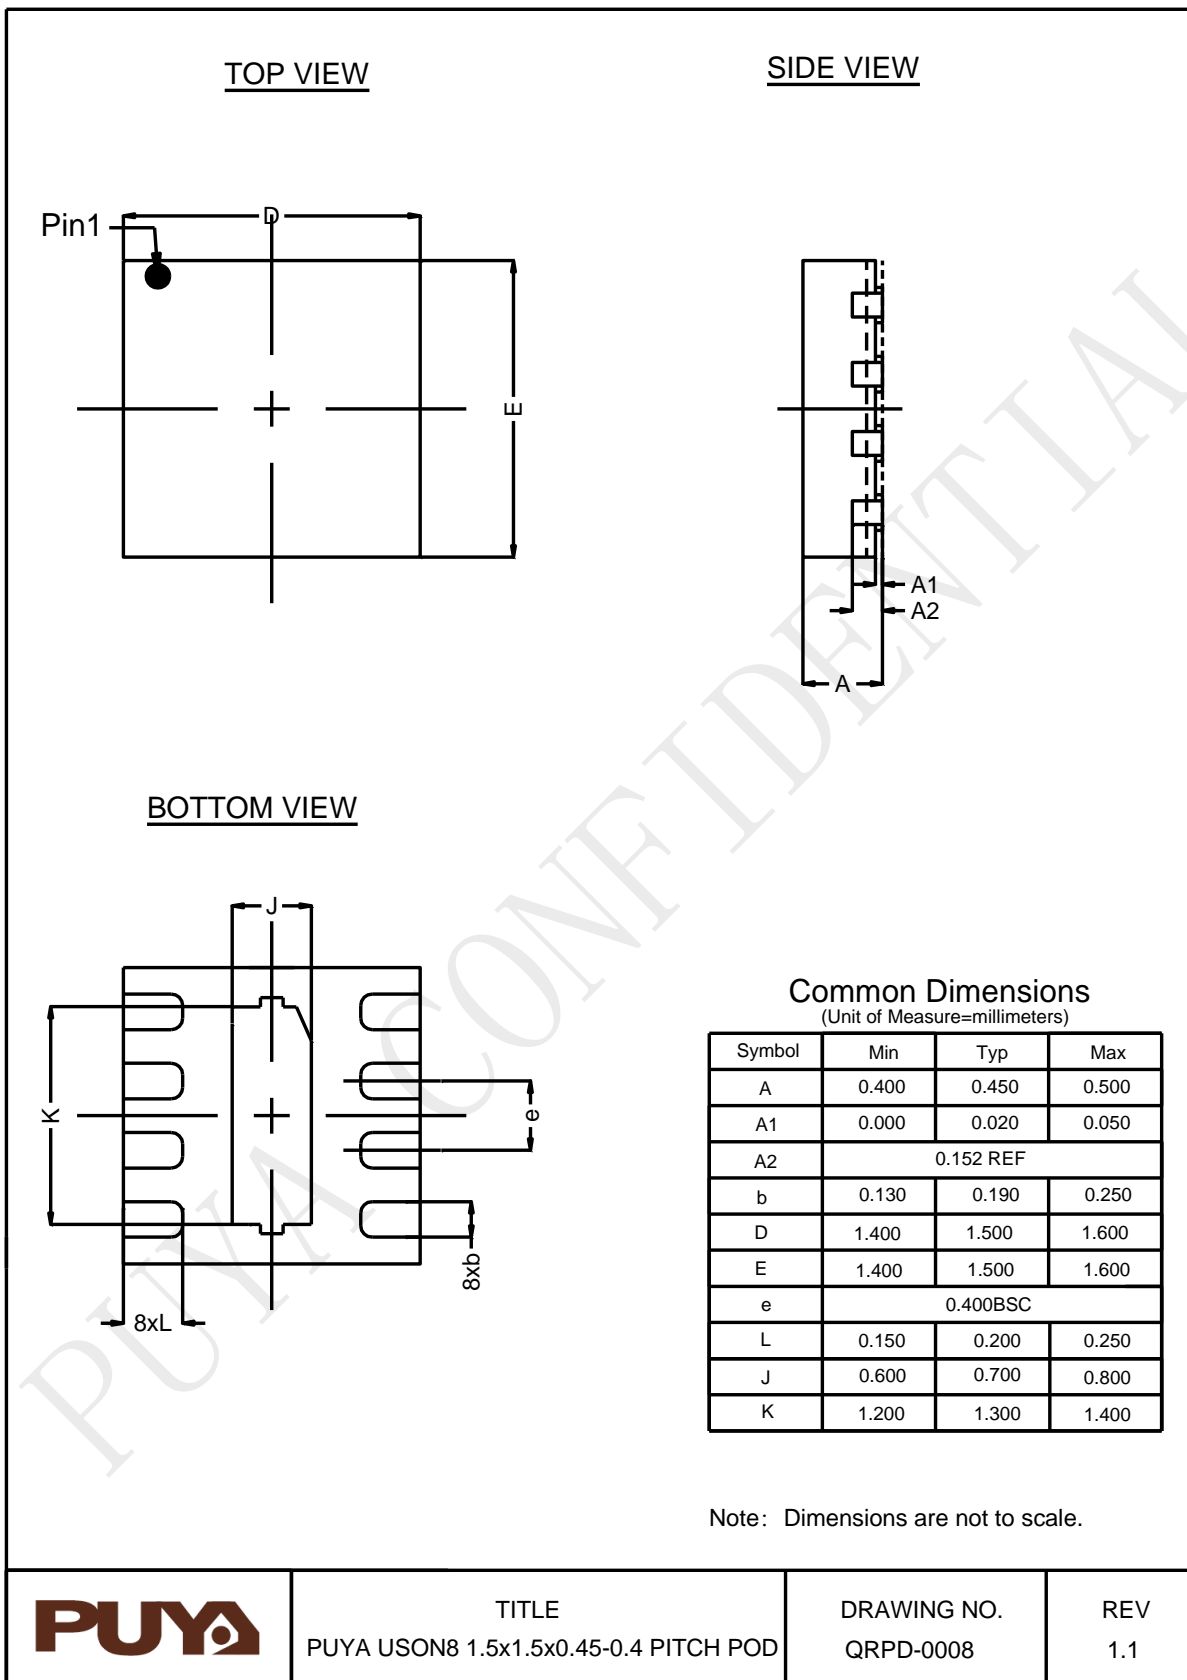 TOP VIEW
SIDE VIEW
Pin1
D
E
A1
A2
A
BOTTOM VIEW
J
K
e
8xb
8xL
PUYA CONFIDENTIAL
Common Dimensions
(Unit of Measure=millimeters)
Symbol Min Typ Max
A 0.400 0.450 0.500
A1 0.000 0.020 0.050
A2 0.152 REF
b 0.130 0.190 0.250
D 1.400 1.500 1.600
E 1.400 1.500 1.600
e 0.400BSC
L 0.150 0.200 0.250
J 0.600 0.700 0.800
K 1.200 1.300 1.400
Note: Dimensions are not to scale.
PUYA
TITLE
PUYA USON8 1.5x1.5x0.45-0.4 PITCH POD
DRAWING NO.
QRPD-0008
REV
1.1